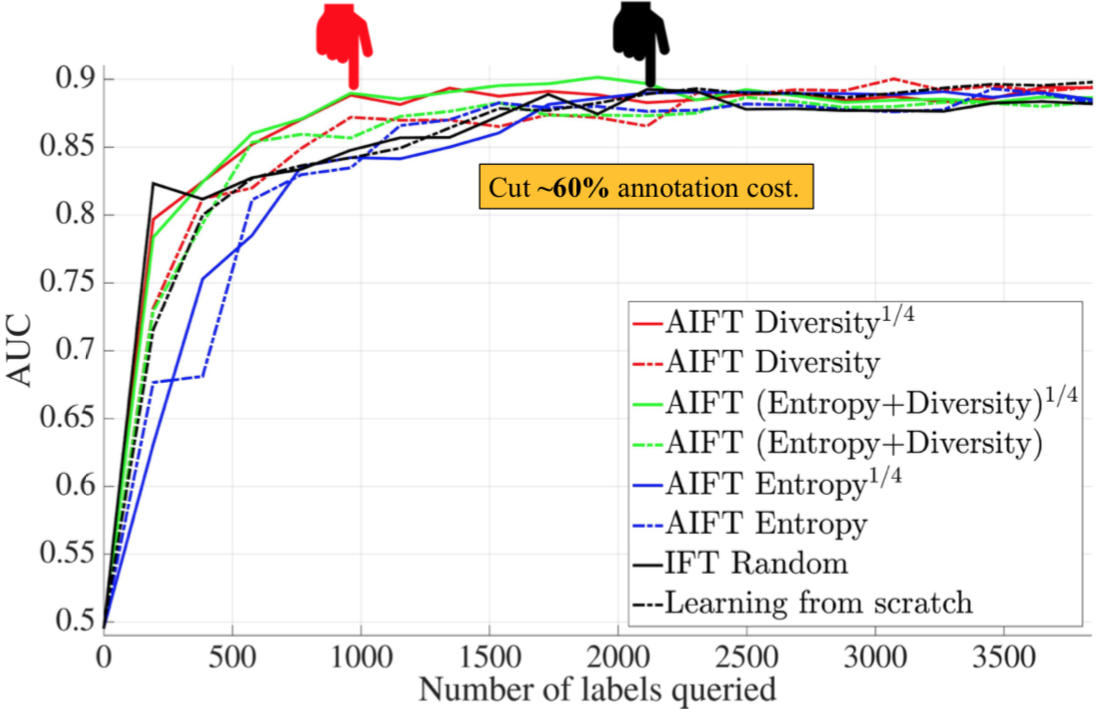 0.9
0.85
0.8
0.75
0.7
0.65
0.6
0.55
0.5
AUC
Cut ~60% annotation cost.
AIFT Diversity^{1/4}
AIFT Diversity
AIFT (Entropy+Diversity)^{1/4}
AIFT (Entropy+Diversity)
AIFT Entropy^{1/4}
AIFT Entropy
IFT Random
Learning from scratch
0 500 1000 1500 2000 2500 3000 3500
Number of labels queried